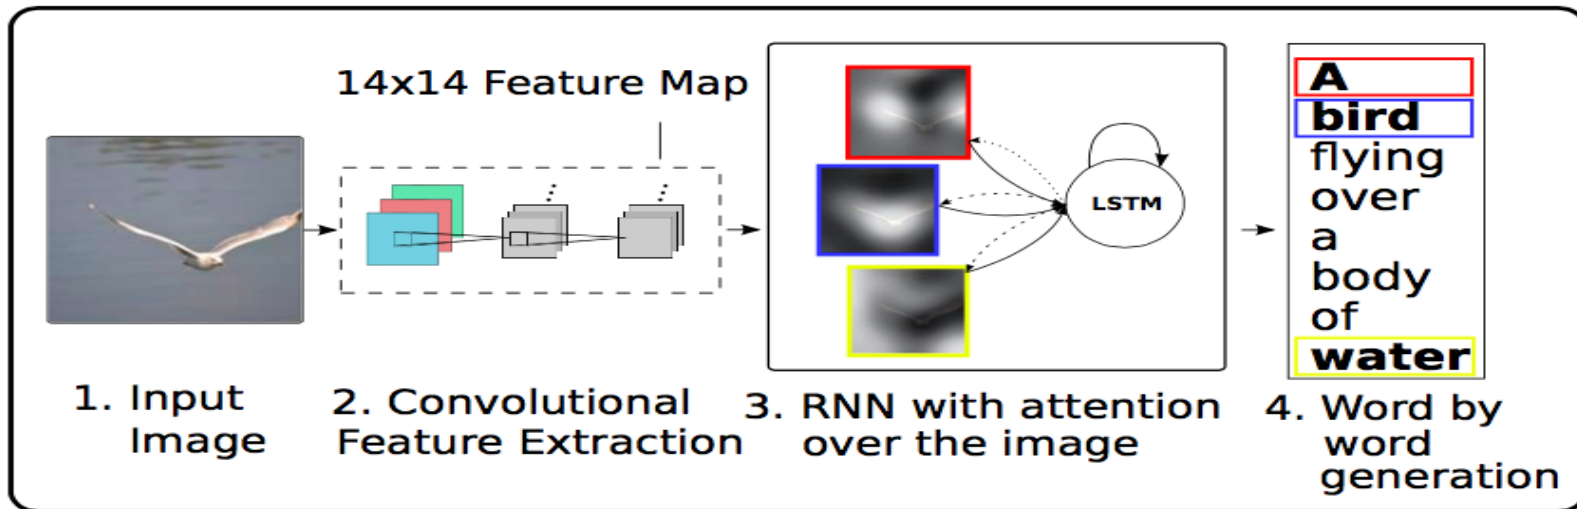 14x14 Feature Map
LSTM
A
bird
flying
over
a
body
of
water
1. Input
Image
2. Convolutional
Feature Extraction
3. RNN with attention
over the image
4. Word by
word
generation